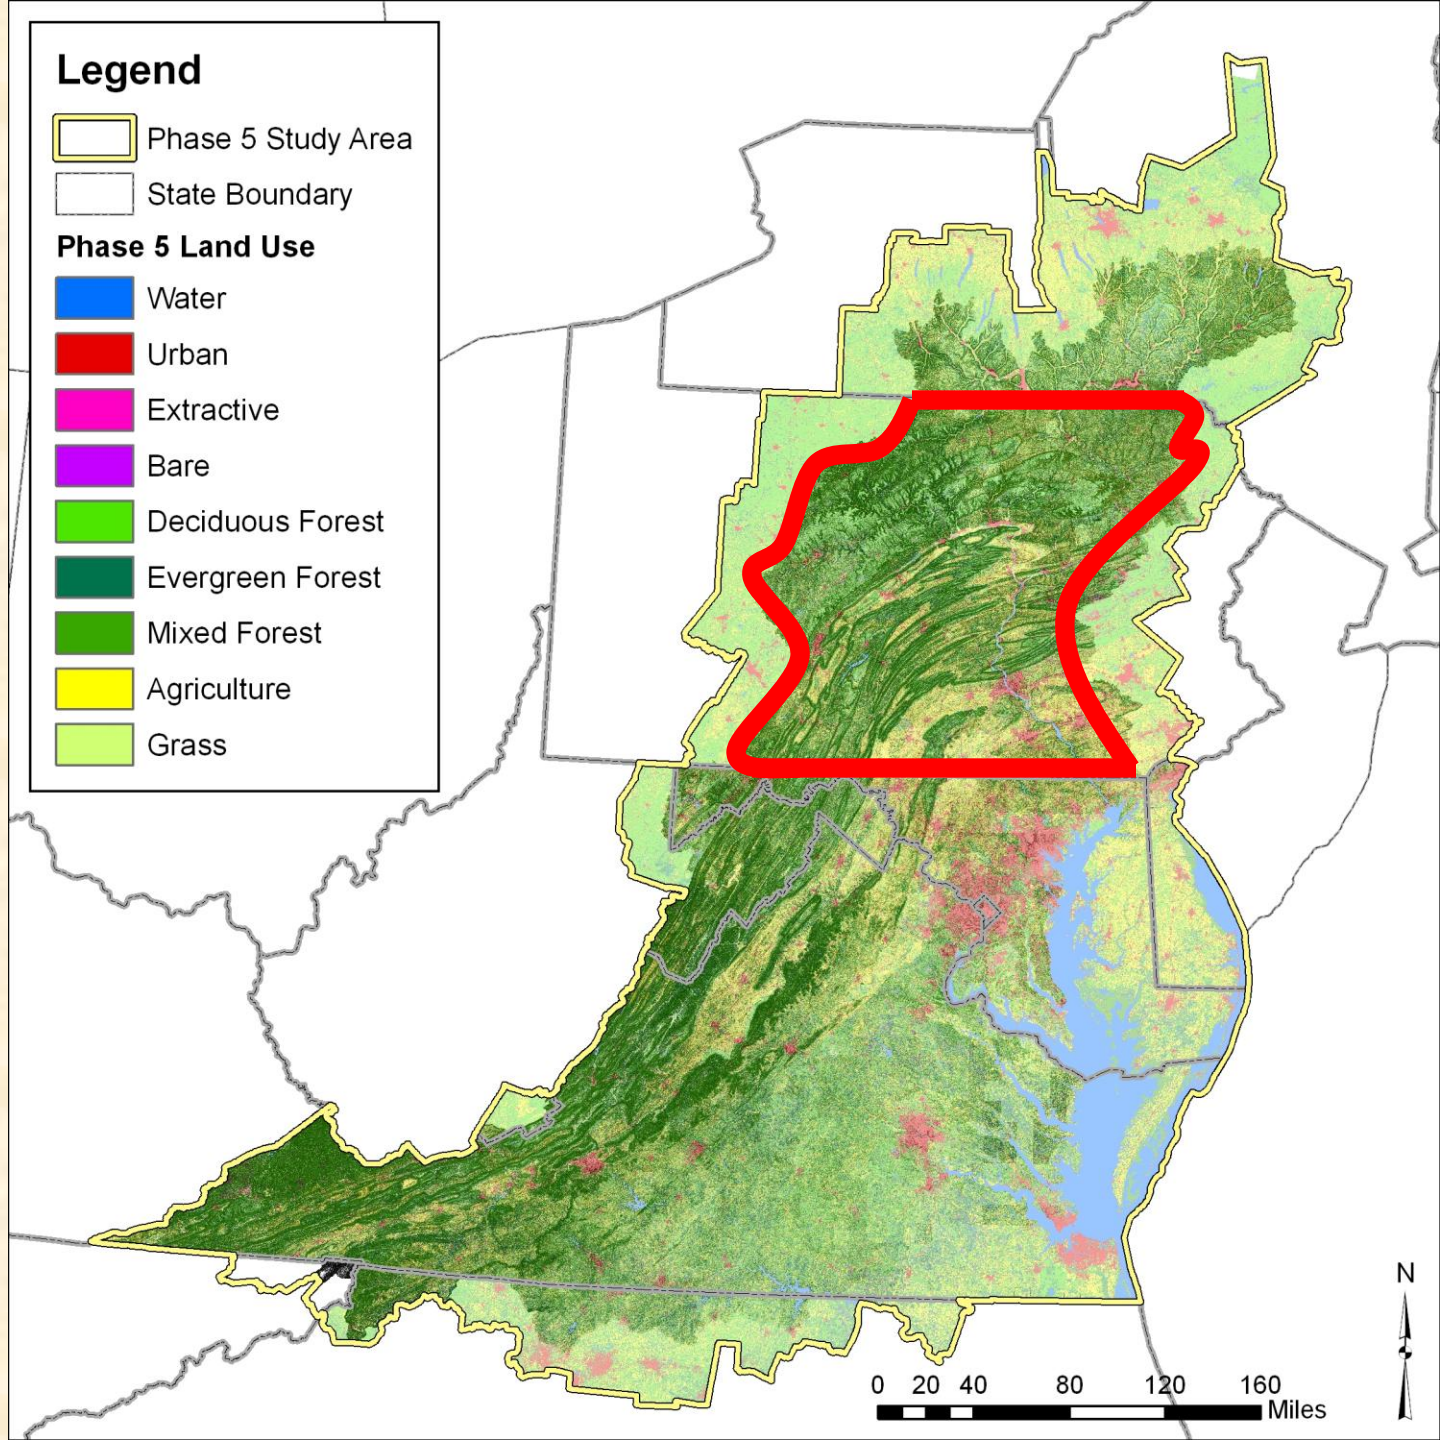 Legend
Phase 5 Study Area
State Boundary
Phase 5 Land Use
Water
Urban
Extractive
Bare
Deciduous Forest
Evergreen Forest
Mixed Forest
Agriculture
Grass
N
0 20 40 80 120 160
Miles